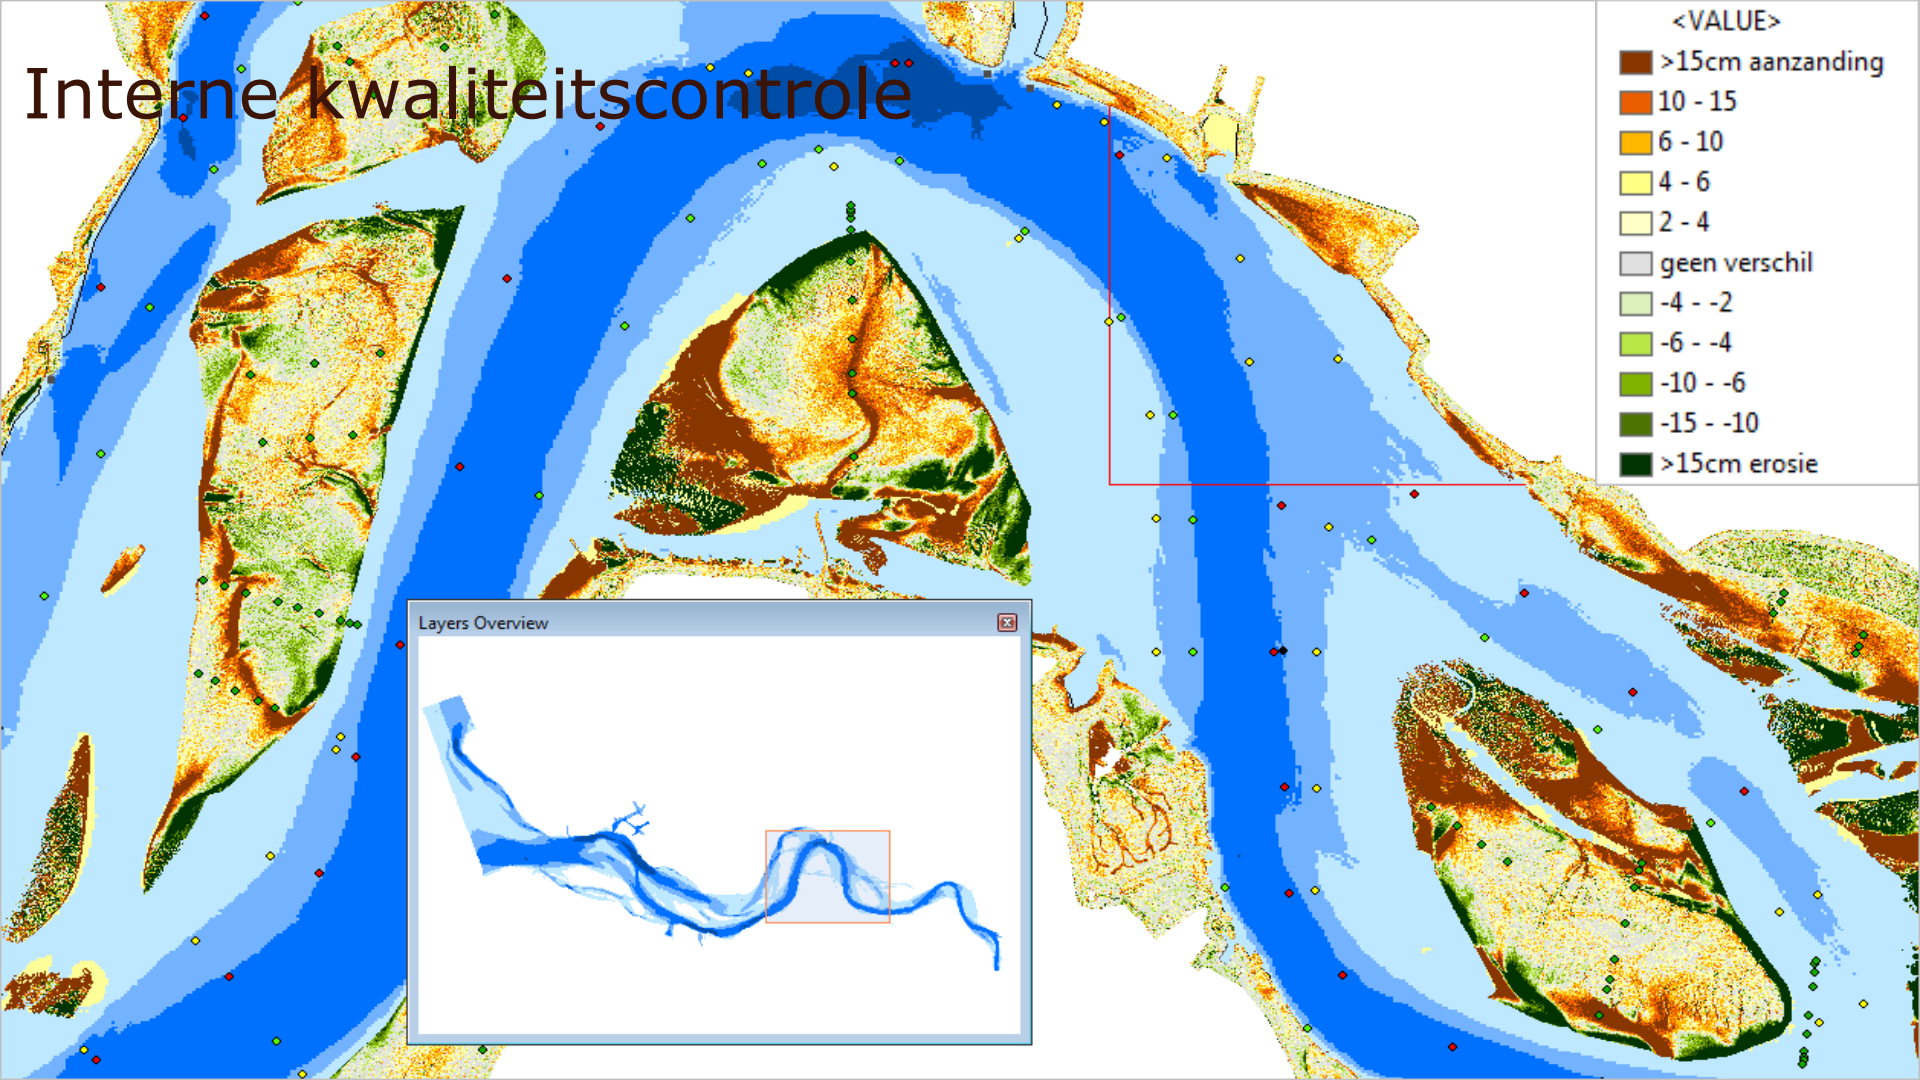 Interne kwaliteitscontrole
<VALUE>
>15cm aanzanding
10 - 15
6 - 10
4 - 6
2 - 4
geen verschil
-4 - -2
-6 - -4
-10 - -6
-15 - -10
>15cm erosie
Layers Overview